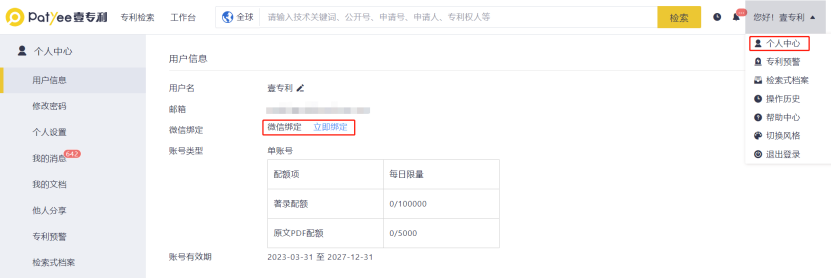 Patyee壹专利 专利检索 工作台 全球 请输入技术关键词、公开号、申请号、申请人、专利权人等 检索 您好！壹专利
个人中心
用户信息
修改密码
个人设置
我的消息 642
我的文档
他人分享
专利预警
检索式档案
用户信息
用户名 壹专利
邮箱
微信绑定 微信绑定 立即绑定
账号类型 单账号
配额项 每日限量
著录配额 0/100000
原文PDF配额 0/5000
账号有效期 2023-03-31 至 2027-12-31
个人中心
专利预警
检索式档案
操作历史
帮助中心
切换风格
退出登录